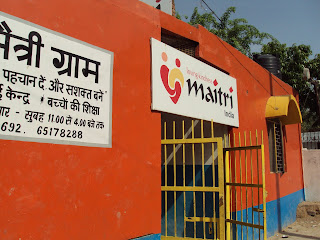 मैत्री ग्राम
पहचान दें और सशक्त बनें
केन्द्र • बच्चों की शिक्षा
- सुबह 11.00 से 4.00 बजे तक
692, 65178288
maitri
india